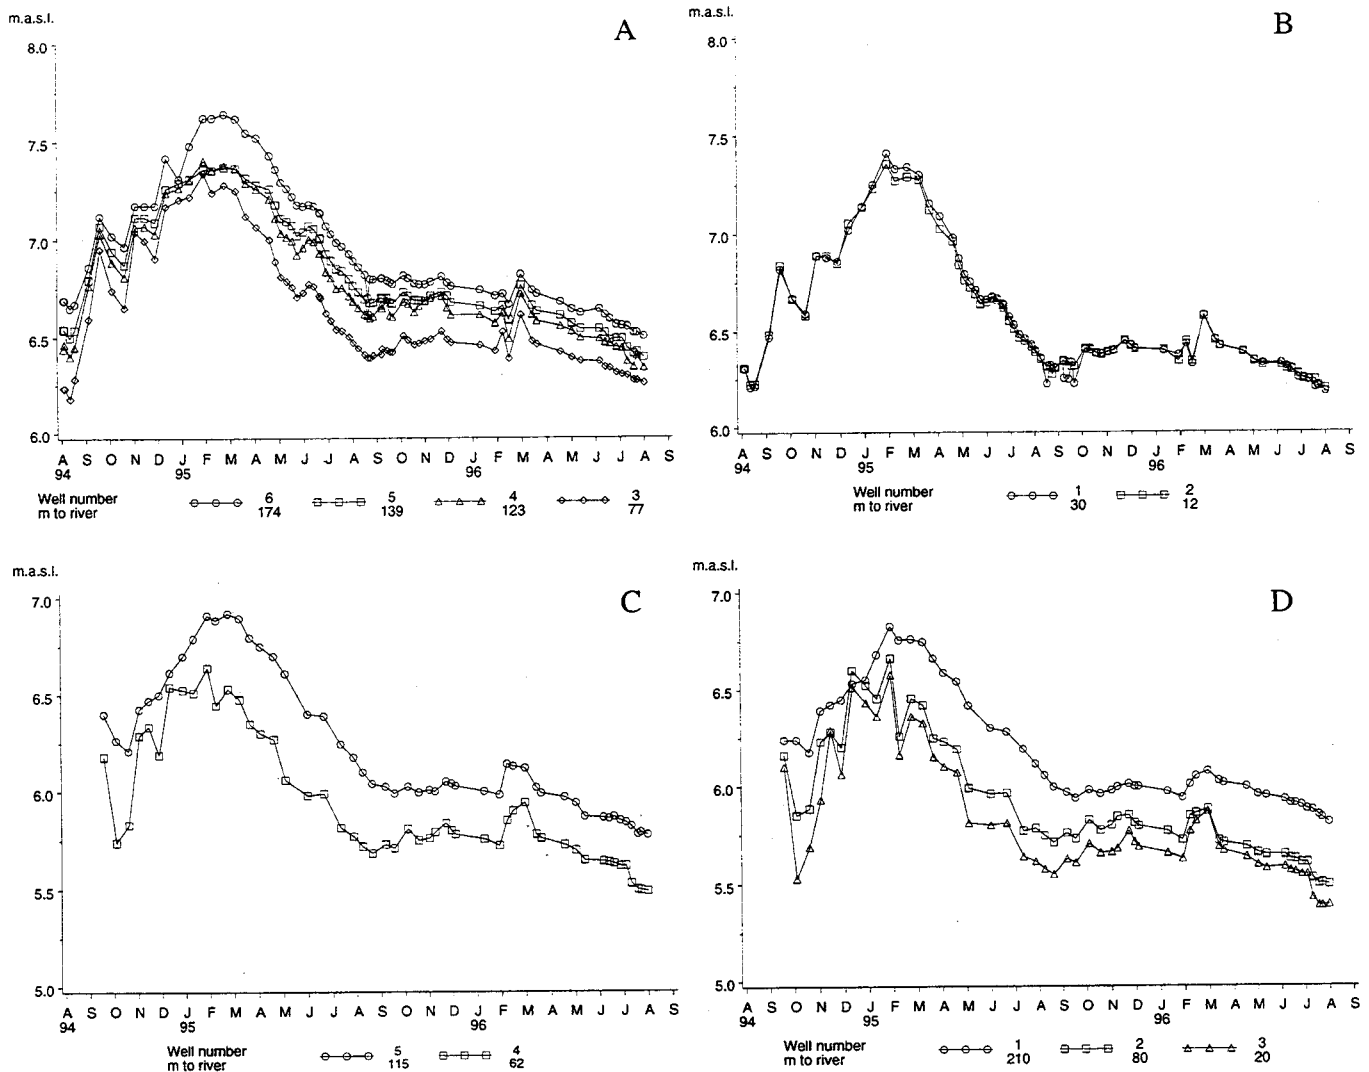 m.a.s.l.
A
8.0
7.5
7.0
6.5
6.0
A S O N D J F M A M J J A S O N D J F M A M J J A S
94 95 96
Well number 6 5 4 3
m to river 174 139 123 77
m.a.s.l.
B
8.0
7.5
7.0
6.5
6.0
A S O N D J F M A M J J A S O N D J F M A M J J A S
94 95 96
Well number 1 2
m to river 30 12
m.a.s.l.
C
7.0
6.5
6.0
5.5
5.0
A S O N D J F M A M J J A S O N D J F M A M J J A S
94 95 96
Well number 5 4
m to river 115 62
m.a.s.l.
D
7.0
6.5
6.0
5.5
5.0
A S O N D J F M A M J J A S O N D J F M A M J J A S
94 95 96
Well number 1 2 3
m to river 210 80 20